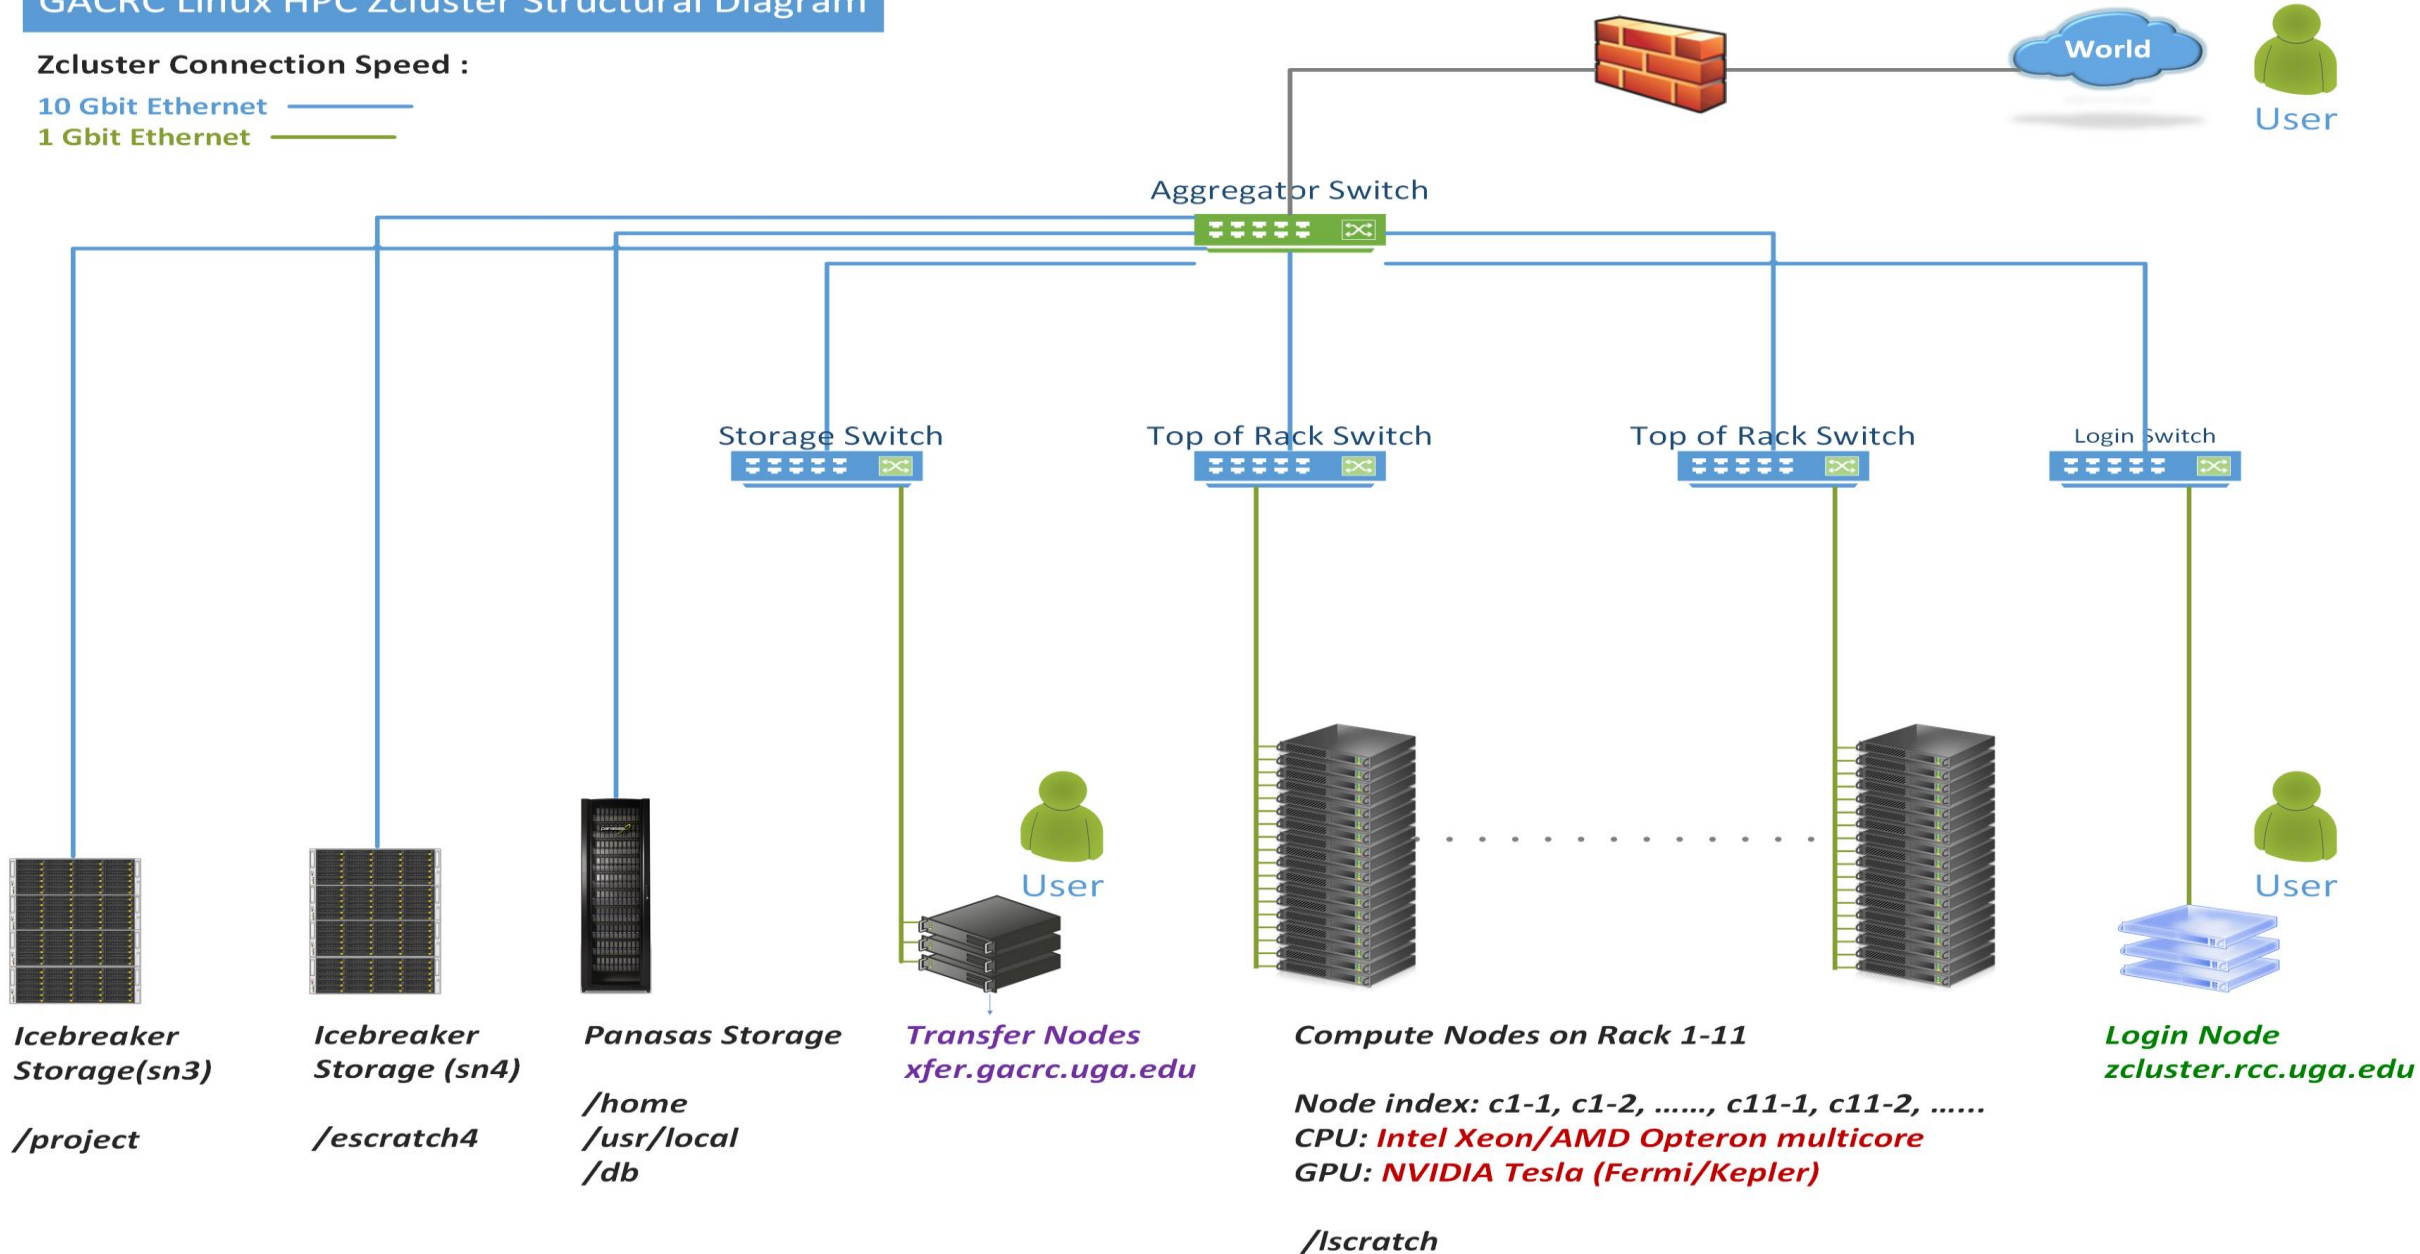 GACRC Linux HPC Zcluster Structural Diagram
Zcluster Connection Speed :
10 Gbit Ethernet
1 Gbit Ethernet
World
User
Aggregator Switch
Storage Switch
Top of Rack Switch
Top of Rack Switch
Login Switch
panasas
User
User
Icebreaker
Storage(sn3)
/project
Icebreaker
Storage (sn4)
/escratch4
Panasas Storage
/home
/usr/local
/db
Transfer Nodes
xfer.gacrc.uga.edu
Compute Nodes on Rack 1-11
Node index: c1-1, c1-2, ……, c11-1, c11-2, …...
CPU: Intel Xeon/AMD Opteron multicore
GPU: NVIDIA Tesla (Fermi/Kepler)
/lscratch
Login Node
zcluster.rcc.uga.edu